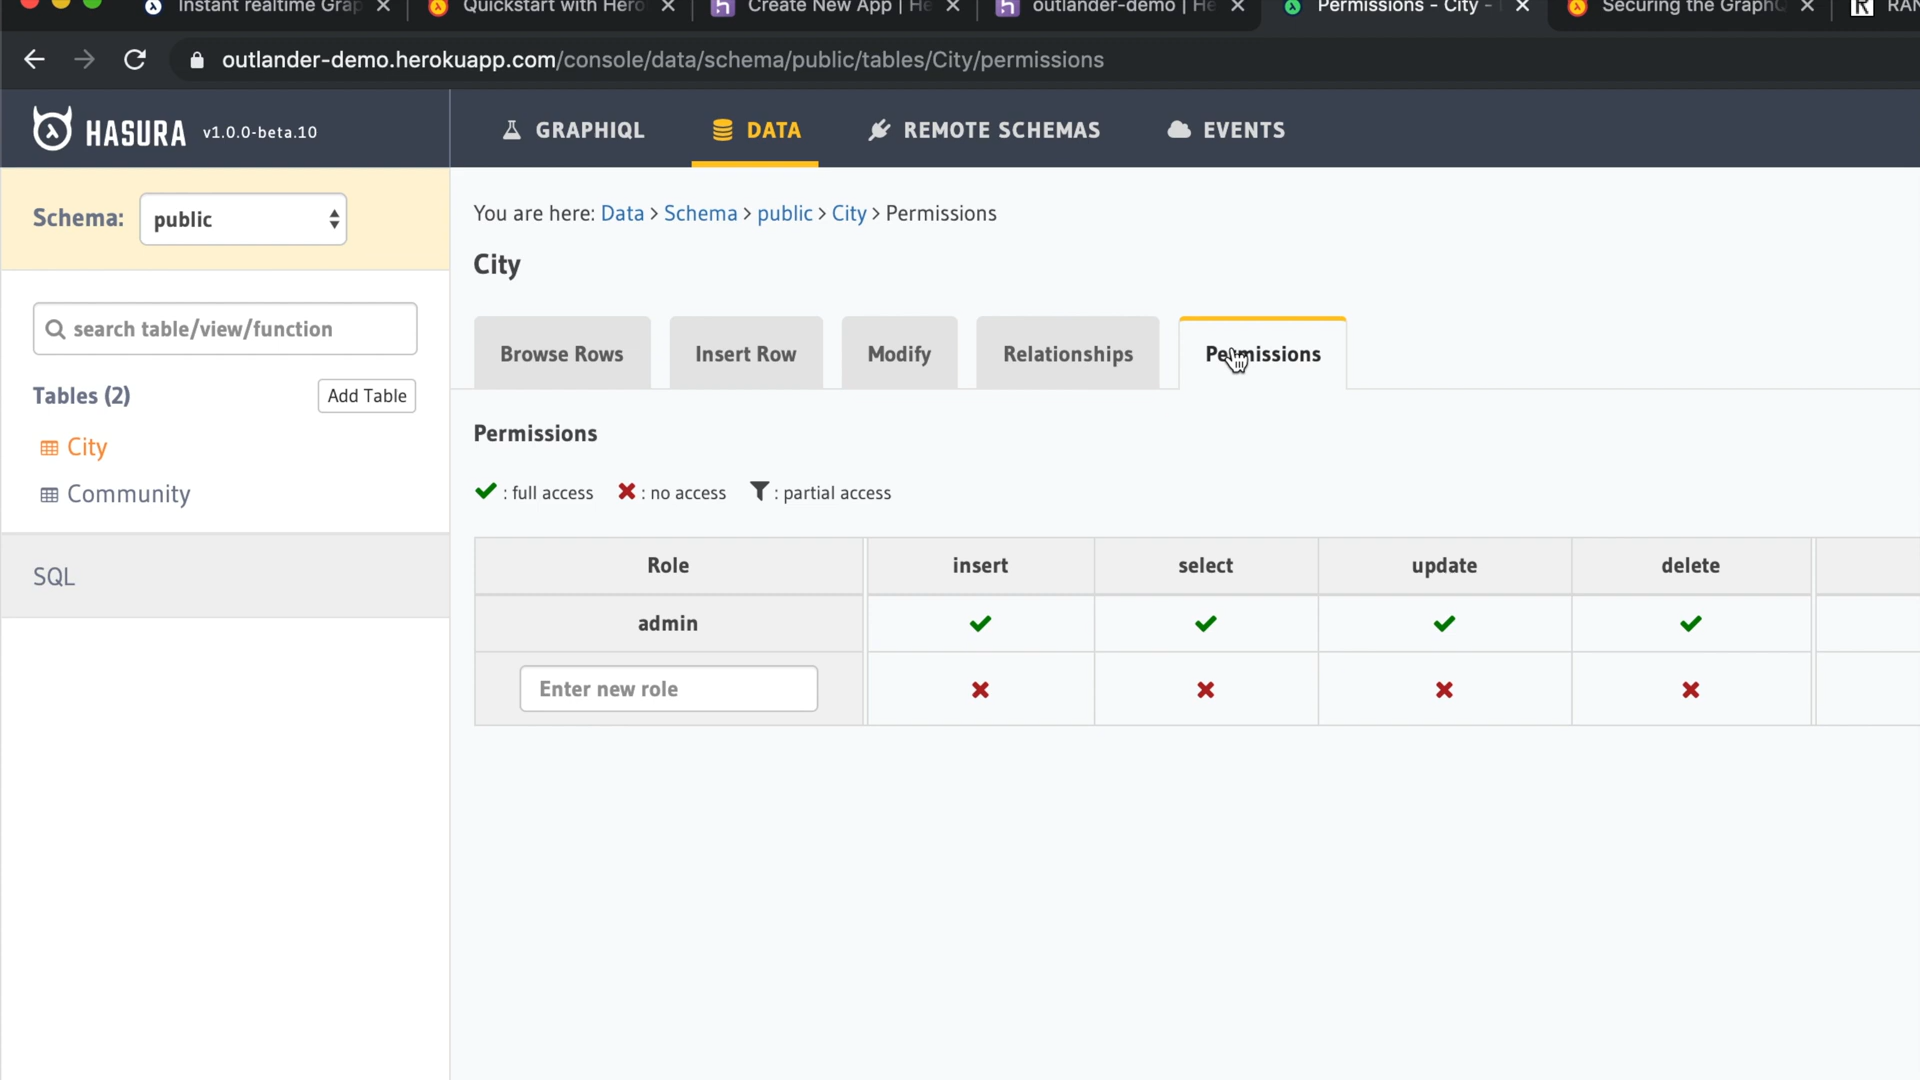 Instant realtime Grap
Quickstart with Hero
Create New App | He
outlander-demo | He
Permissions - City -
Securing the GraphQ
RAN
outlander-demo.herokuapp.com/console/data/schema/public/tables/City/permissions
HASURA v1.0.0-beta.10
GRAPHIQL DATA REMOTE SCHEMAS EVENTS
Schema: public
You are here: Data > Schema > public > City > Permissions
City
search table/view/function
Browse Rows Insert Row Modify Relationships Permissions
Tables (2) Add Table
City
Community
SQL
Permissions
: full access : no access : partial access
Role insert select update delete
admin
Enter new role